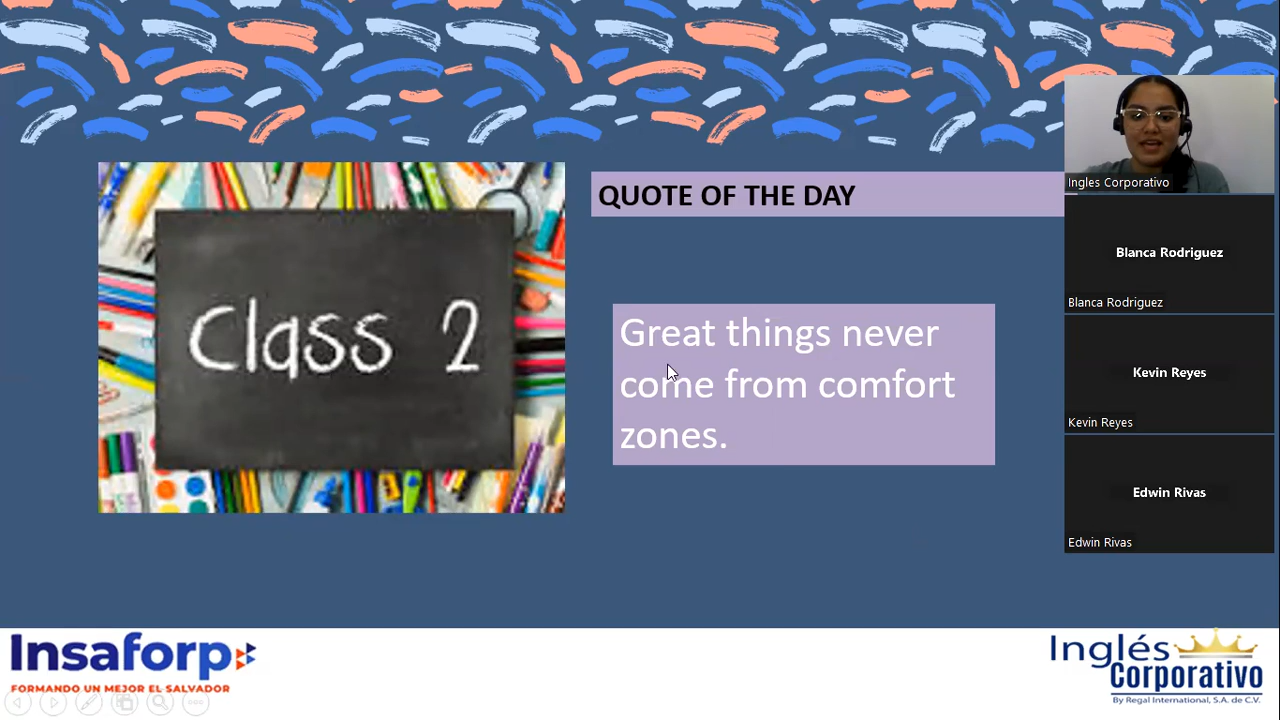 Class 2
QUOTE OF THE DAY
Great things never
come from comfort
zones.
Ingles Corporativo
Blanca Rodriguez
Blanca Rodriguez
Kevin Reyes
Kevin Reyes
Edwin Rivas
Edwin Rivas
Insaforp
FORMANDO UN MEJOR EL SALVADOR
Inglés
Corporativo
By Regal International, S.A. de C.V.